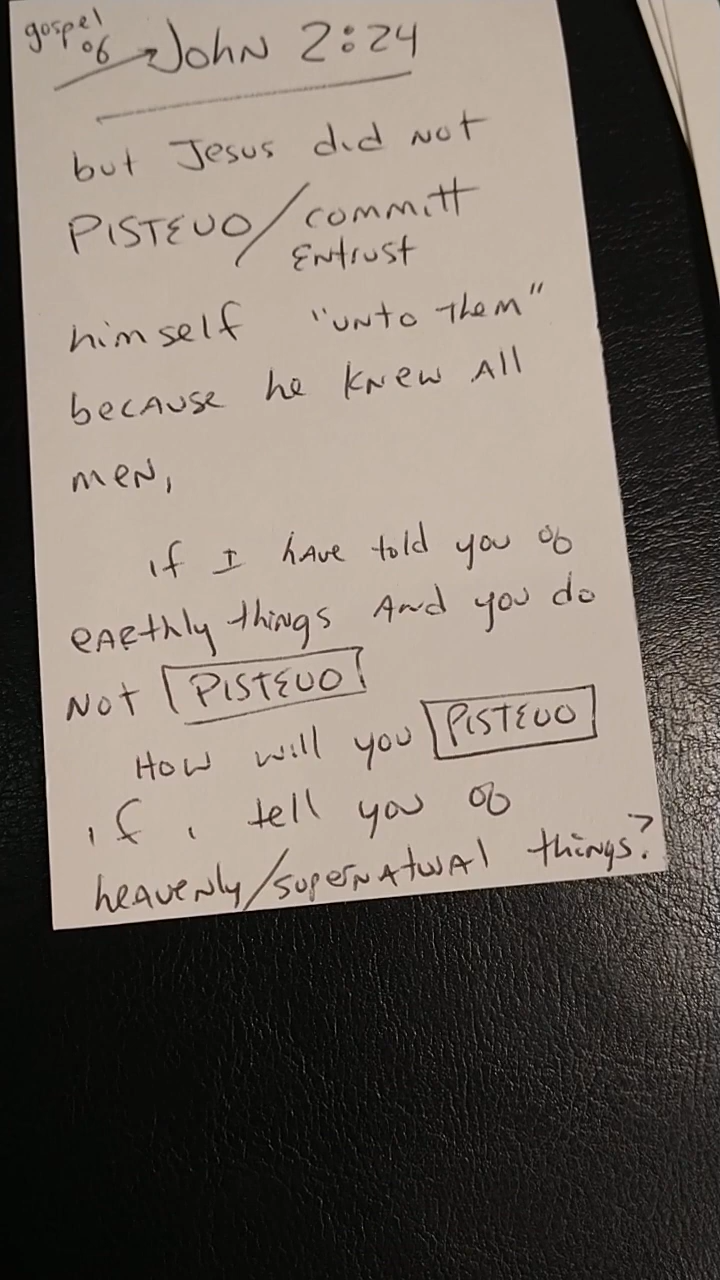 gospel
of John 2:24
but Jesus did not
PISTEUO/committ
Entrust
himself "unto them"
because he knew All
men,
if I have told you of
earthly things And you do
Not PISTEUO
How will you PISTEUO
if i tell you of
heavenly/supernatural things?